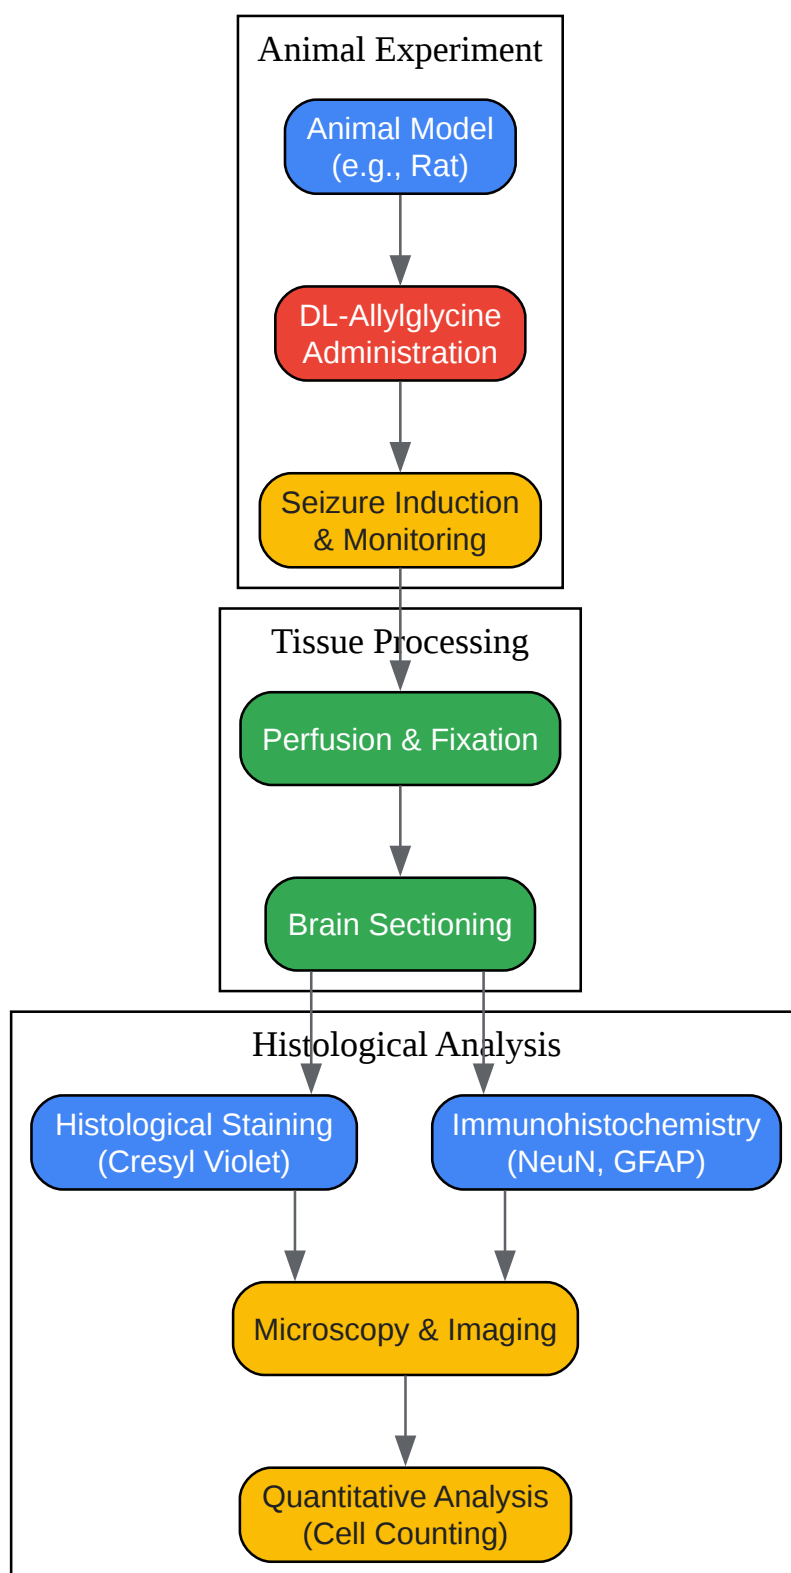 Animal Experiment
Animal Model
(e.g., Rat)
DL-Allylglycine
Administration
Seizure Induction
& Monitoring
Tissue Processing
Perfusion & Fixation
Brain Sectioning
Histological Analysis
Histological Staining
(Cresyl Violet)
Immunohistochemistry
(NeuN, GFAP)
Microscopy & Imaging
Quantitative Analysis
(Cell Counting)